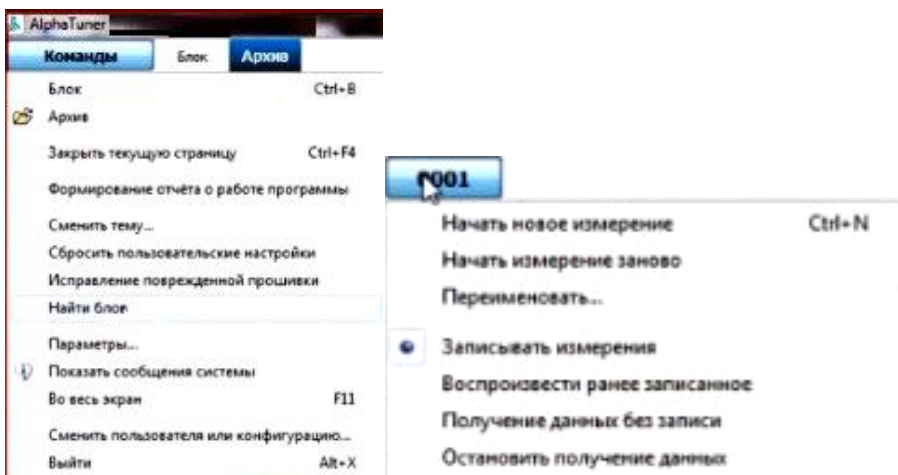 AlphaTuner
Команды Блок Архив
Блок Ctrl+B
Архив
Закрыть текущую страницу Ctrl+F4
Формирование отчёта о работе программы
Сменить тему...
Сбросить пользовательские настройки
Исправление поврежденной прошивки
Найти блок
Параметры...
Показать сообщения системы
Во весь экран F11
Сменить пользователя или конфигурацию...
Выйти Alt+X
0001
Начать новое измерение Ctrl+N
Начать измерение заново
Переименовать...
Записывать измерения
Воспроизвести ранее записанное
Получение данных без записи
Остановить получение данных